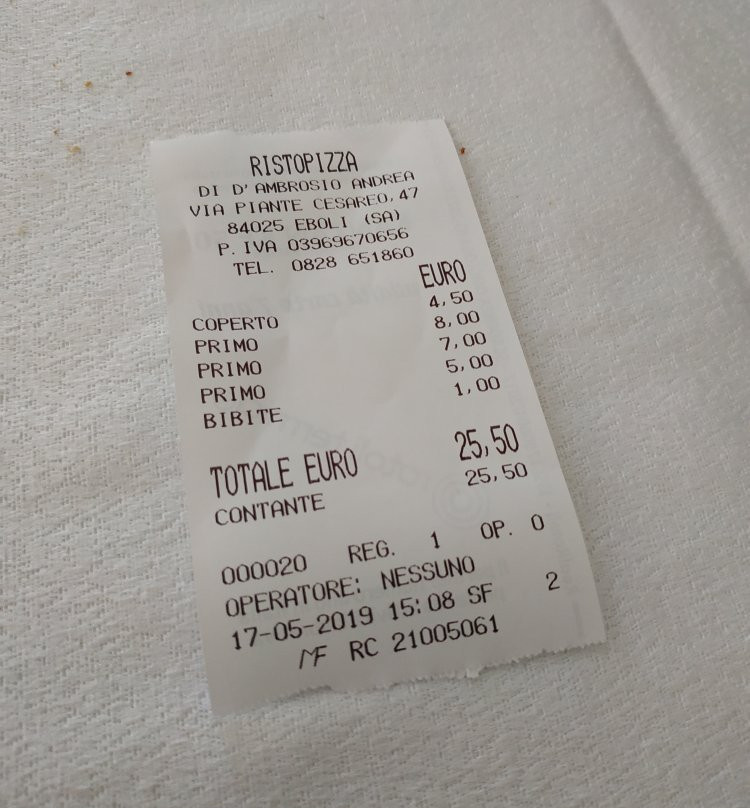 RISTOPIZZA
DI D'AMBROSIO ANDREA
VIA PIANTE CESAREO, 47
84025 EBOLI (SA)
P. IVA 03969670656
TEL. 0828 651860
EURO
COPERTO 4,50
PRIMO 8,00
PRIMO 7,00
PRIMO 5,00
BIBITE 1,00
TOTALE EURO 25,50
CONTANTE 25,50
000020 REG. 1 OP. 0
OPERATORE: NESSUNO
17-05-2019 15:08 SF 2
MF RC 21005061